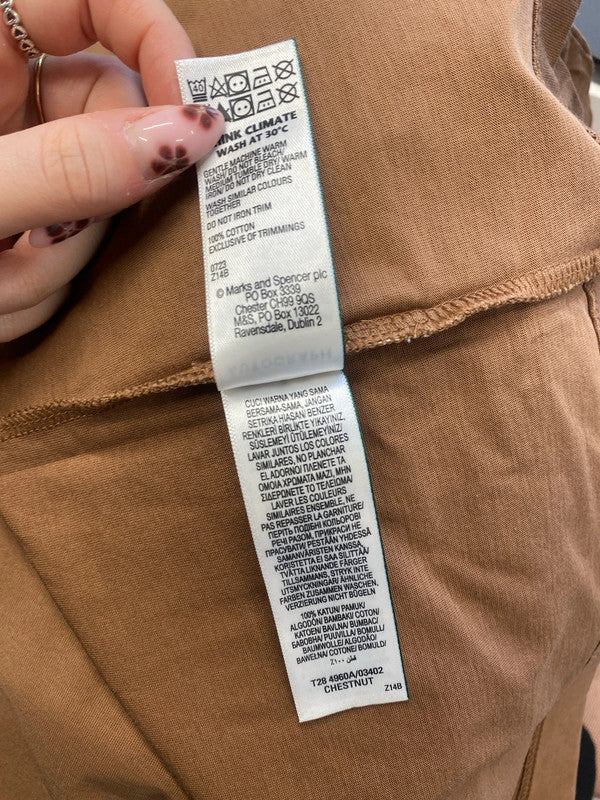 40
CLIMATE
WASH AT 30°C
GENTLE MACHINE WARM
WASH/ DO NOT BLEACH/
MEDIUM TUMBLE DRY/ WARM
IRON/ DO NOT DRY CLEAN
WASH SIMILAR COLOURS
TOGETHER
DO NOT IRON TRIM
100% COTTON
EXCLUSIVE OF TRIMMINGS
0723
Z14B
© Marks and Spencer plc
PO Box 3339
Chester CH99 9QS
M&S, PO Box 13022
Ravensdale, Dublin 2
AUTOGRAPH
CUCI WARNA YANG SAMA
BERSAMA-SAMA, JANGAN
SETRIKA HIASAN/ BENZER
RENKLERİ BİRLİKTE YIKAYINIZ,
SÜSLEMEYİ ÜTÜLEMEYİNİZ/
LAVAR JUNTOS LOS COLORES
SIMILARES, NO PLANCHAR
EL ADORNO/ ΠΛΕΝΕΤΕ ΤΑ
ΟΜΟΙΑ ΧΡΩΜΑΤΑ ΜΑΖΙ, ΜΗΝ
ΣΙΔΕΡΩΝΕΤΕ ΤΟ ΤΕΛΕΙΩΜΑ/
LAVER LES COULEURS
SIMILAIRES ENSEMBLE, NE
PAS REPASSER LA GARNITURE/
ПЕРІТЬ ПОДІБНІ КОЛЬОРОВІ
РЕЧІ РАЗОМ, ПРИКРАСИ НЕ
ПРАСУВАТИ/ PESTÄÄN YHDESSÄ
SAMANVÄRISTEN KANSSA,
KORISTETTA EI SAA SILITTÄÄ/
TVÄTTA LIKNANDE FÄRGER
TILLSAMMANS, STRYK INTE
UTSMYCKNINGAR/ ÄHNLICHE
FARBEN ZUSAMMEN WASCHEN,
VERZIERUNG NICHT BÜGELN
100% KATUN/ PAMUK/
ALGODÓN/ ΒΑΜΒΑΚΙ/ COTON/
KATOEN/ BAVLNA/ BUMBAC/
БАВОВНА/ PUUVILLA/ BOMULL/
BAUMWOLLE/ ALGODÃO/
BAWEŁNA/ COTONE/ BOMULD/
قطن ١٠٠٪
T28 4960A/03402
CHESTNUT
Z14B